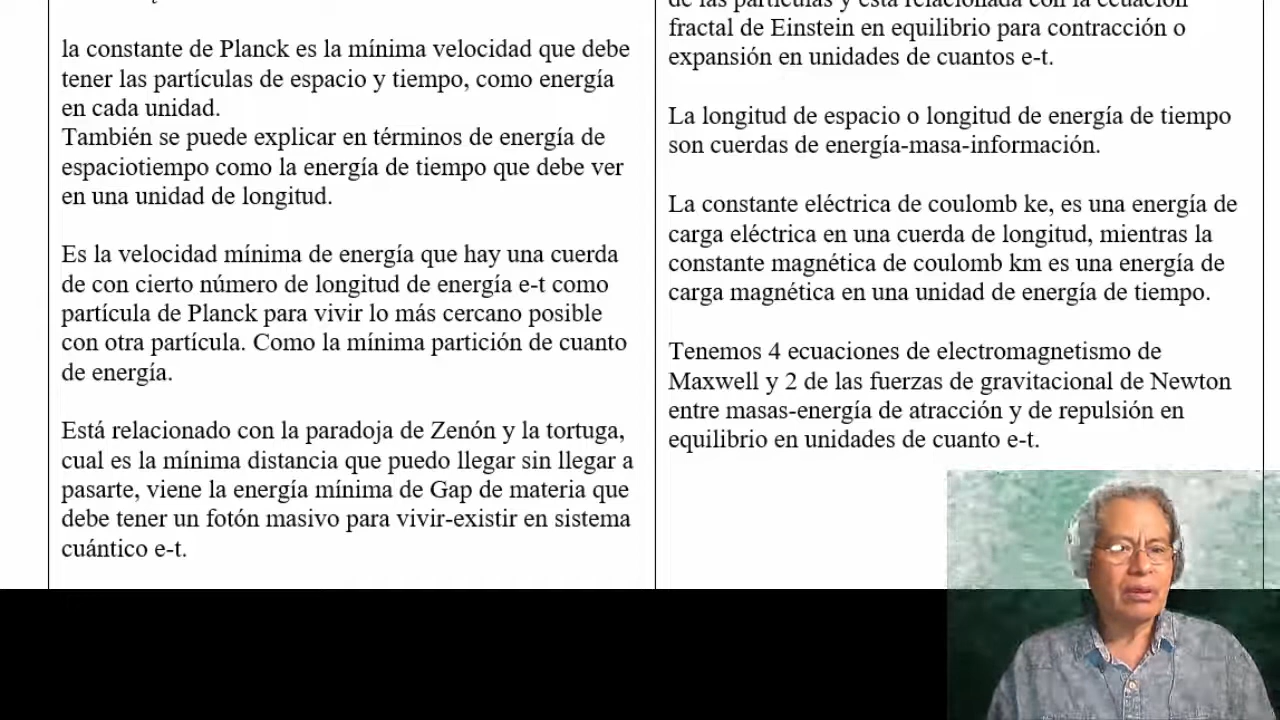 la constante de Planck es la mínima velocidad que debe
tener las partículas de espacio y tiempo, como energía
en cada unidad.
También se puede explicar en términos de energía de
espaciotiempo como la energía de tiempo que debe ver
en una unidad de longitud.
Es la velocidad mínima de energía que hay una cuerda
de con cierto número de longitud de energía e-t como
partícula de Planck para vivir lo más cercano posible
con otra partícula. Como la mínima partición de cuanto
de energía.
Está relacionado con la paradoja de Zenón y la tortuga,
cual es la mínima distancia que puedo llegar sin llegar a
pasarte, viene la energía mínima de Gap de materia que
debe tener un fotón masivo para vivir-existir en sistema
cuántico e-t.
de las partículas y está relacionada con la ecuación
fractal de Einstein en equilibrio para contracción o
expansión en unidades de cuantos e-t.
La longitud de espacio o longitud de energía de tiempo
son cuerdas de energía-masa-información.
La constante eléctrica de coulomb ke, es una energía de
carga eléctrica en una cuerda de longitud, mientras la
constante magnética de coulomb km es una energía de
carga magnética en una unidad de energía de tiempo.
Tenemos 4 ecuaciones de electromagnetismo de
Maxwell y 2 de las fuerzas de gravitacional de Newton
entre masas-energía de atracción y de repulsión en
equilibrio en unidades de cuanto e-t.